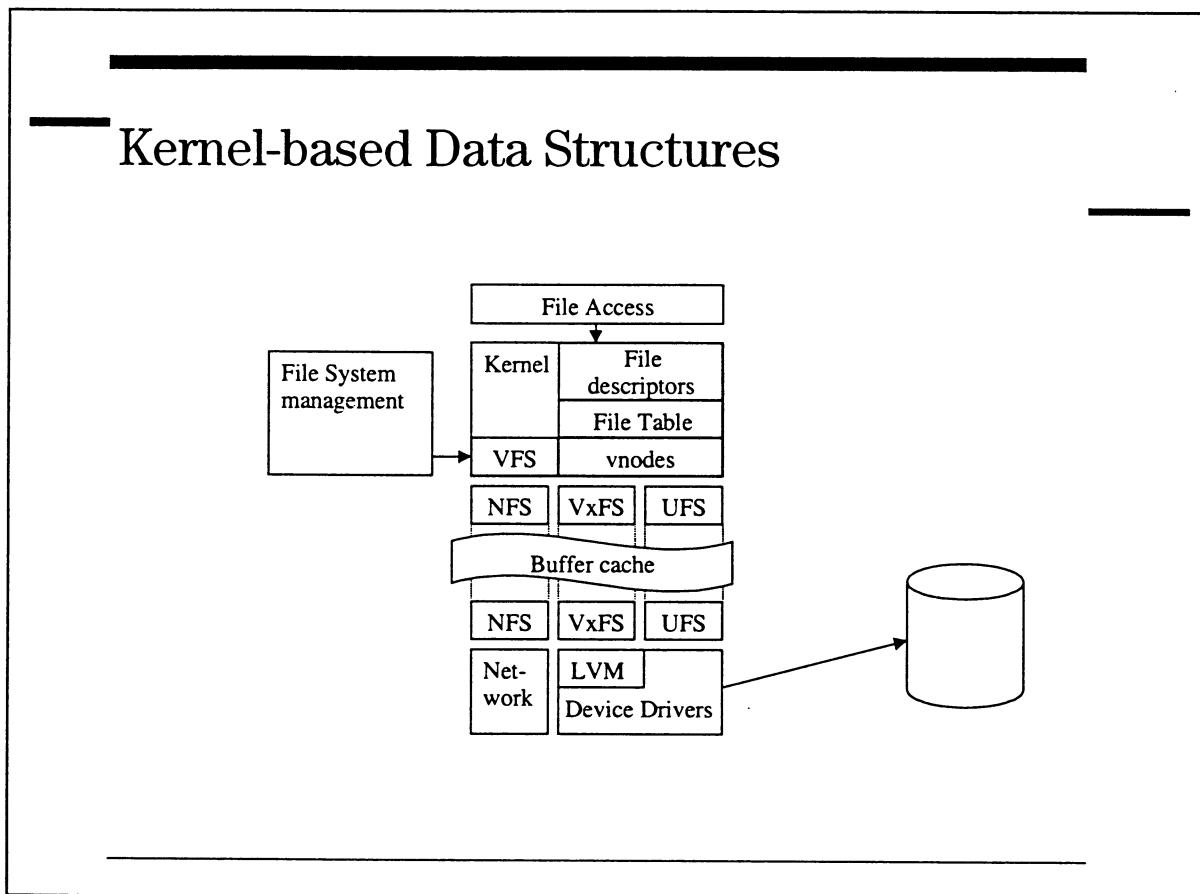 Kernel-based Data Structures
File Access
Kernel
File
descriptors
File System
management
File Table
VFS
vnodes
NFS
VxFS
UFS
Buffer cache
NFS
VxFS
UFS
Net-
work
LVM
Device Drivers